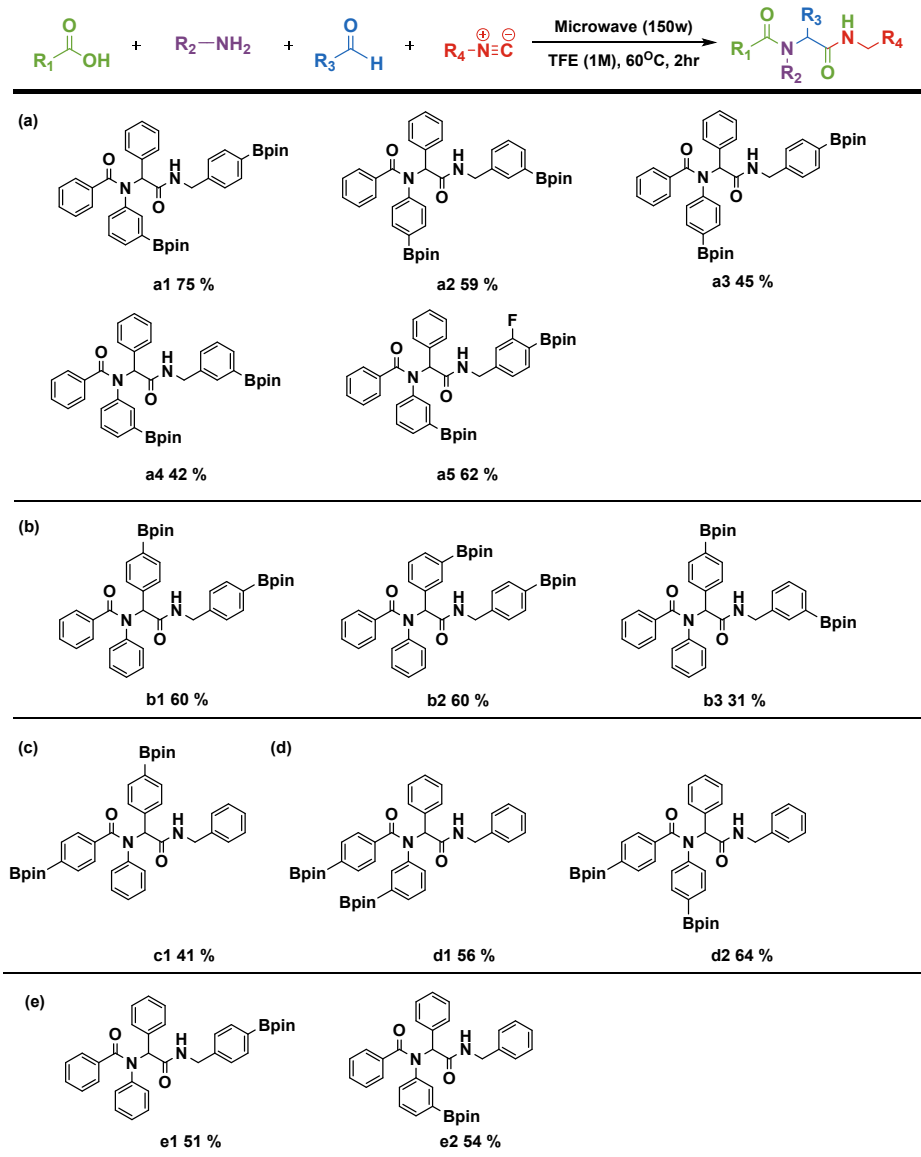 R1 O OH + R2–NH2 + R3 O H + R4–N≡C ⊕ ⊖ Microwave (150w) R1 O N R2 R3 O H N R4
TFE (1M), 60OC, 2hr
(a)
O N Bpin O H N Bpin
O N Bpin O H N Bpin
O N Bpin O H N Bpin
a1 75 %
a2 59 %
a3 45 %
O N Bpin O H N Bpin
O N Bpin O H N F Bpin
a4 42 %
a5 62 %
(b)
Bpin O N O H N Bpin
Bpin O N O H N Bpin
Bpin O N O H N Bpin
b1 60 %
b2 60 %
b3 31 %
(c)
Bpin O N O H N Bpin
(d)
O N Bpin Bpin O H N
O N Bpin Bpin O H N
c1 41 %
d1 56 %
d2 64 %
(e)
O N O H N Bpin
O N Bpin O H N
e1 51 %
e2 54 %